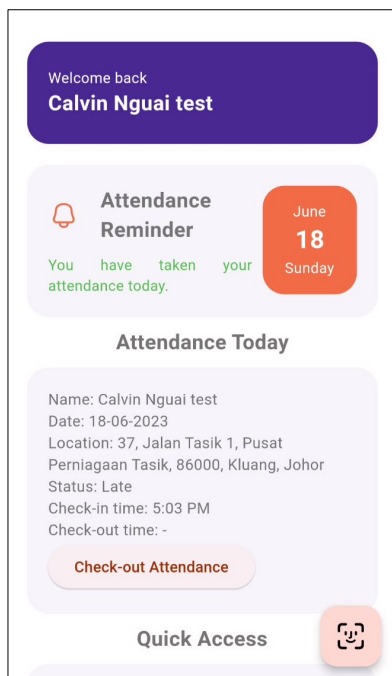 Welcome back
Calvin Nguai test
Attendance
Reminder
You have taken your
attendance today.
June
18
Sunday
Attendance Today
Name: Calvin Nguai test
Date: 18-06-2023
Location: 37, Jalan Tasik 1, Pusat
Perniagaan Tasik, 86000, Kluang, Johor
Status: Late
Check-in time: 5:03 PM
Check-out time: -
Check-out Attendance
Quick Access